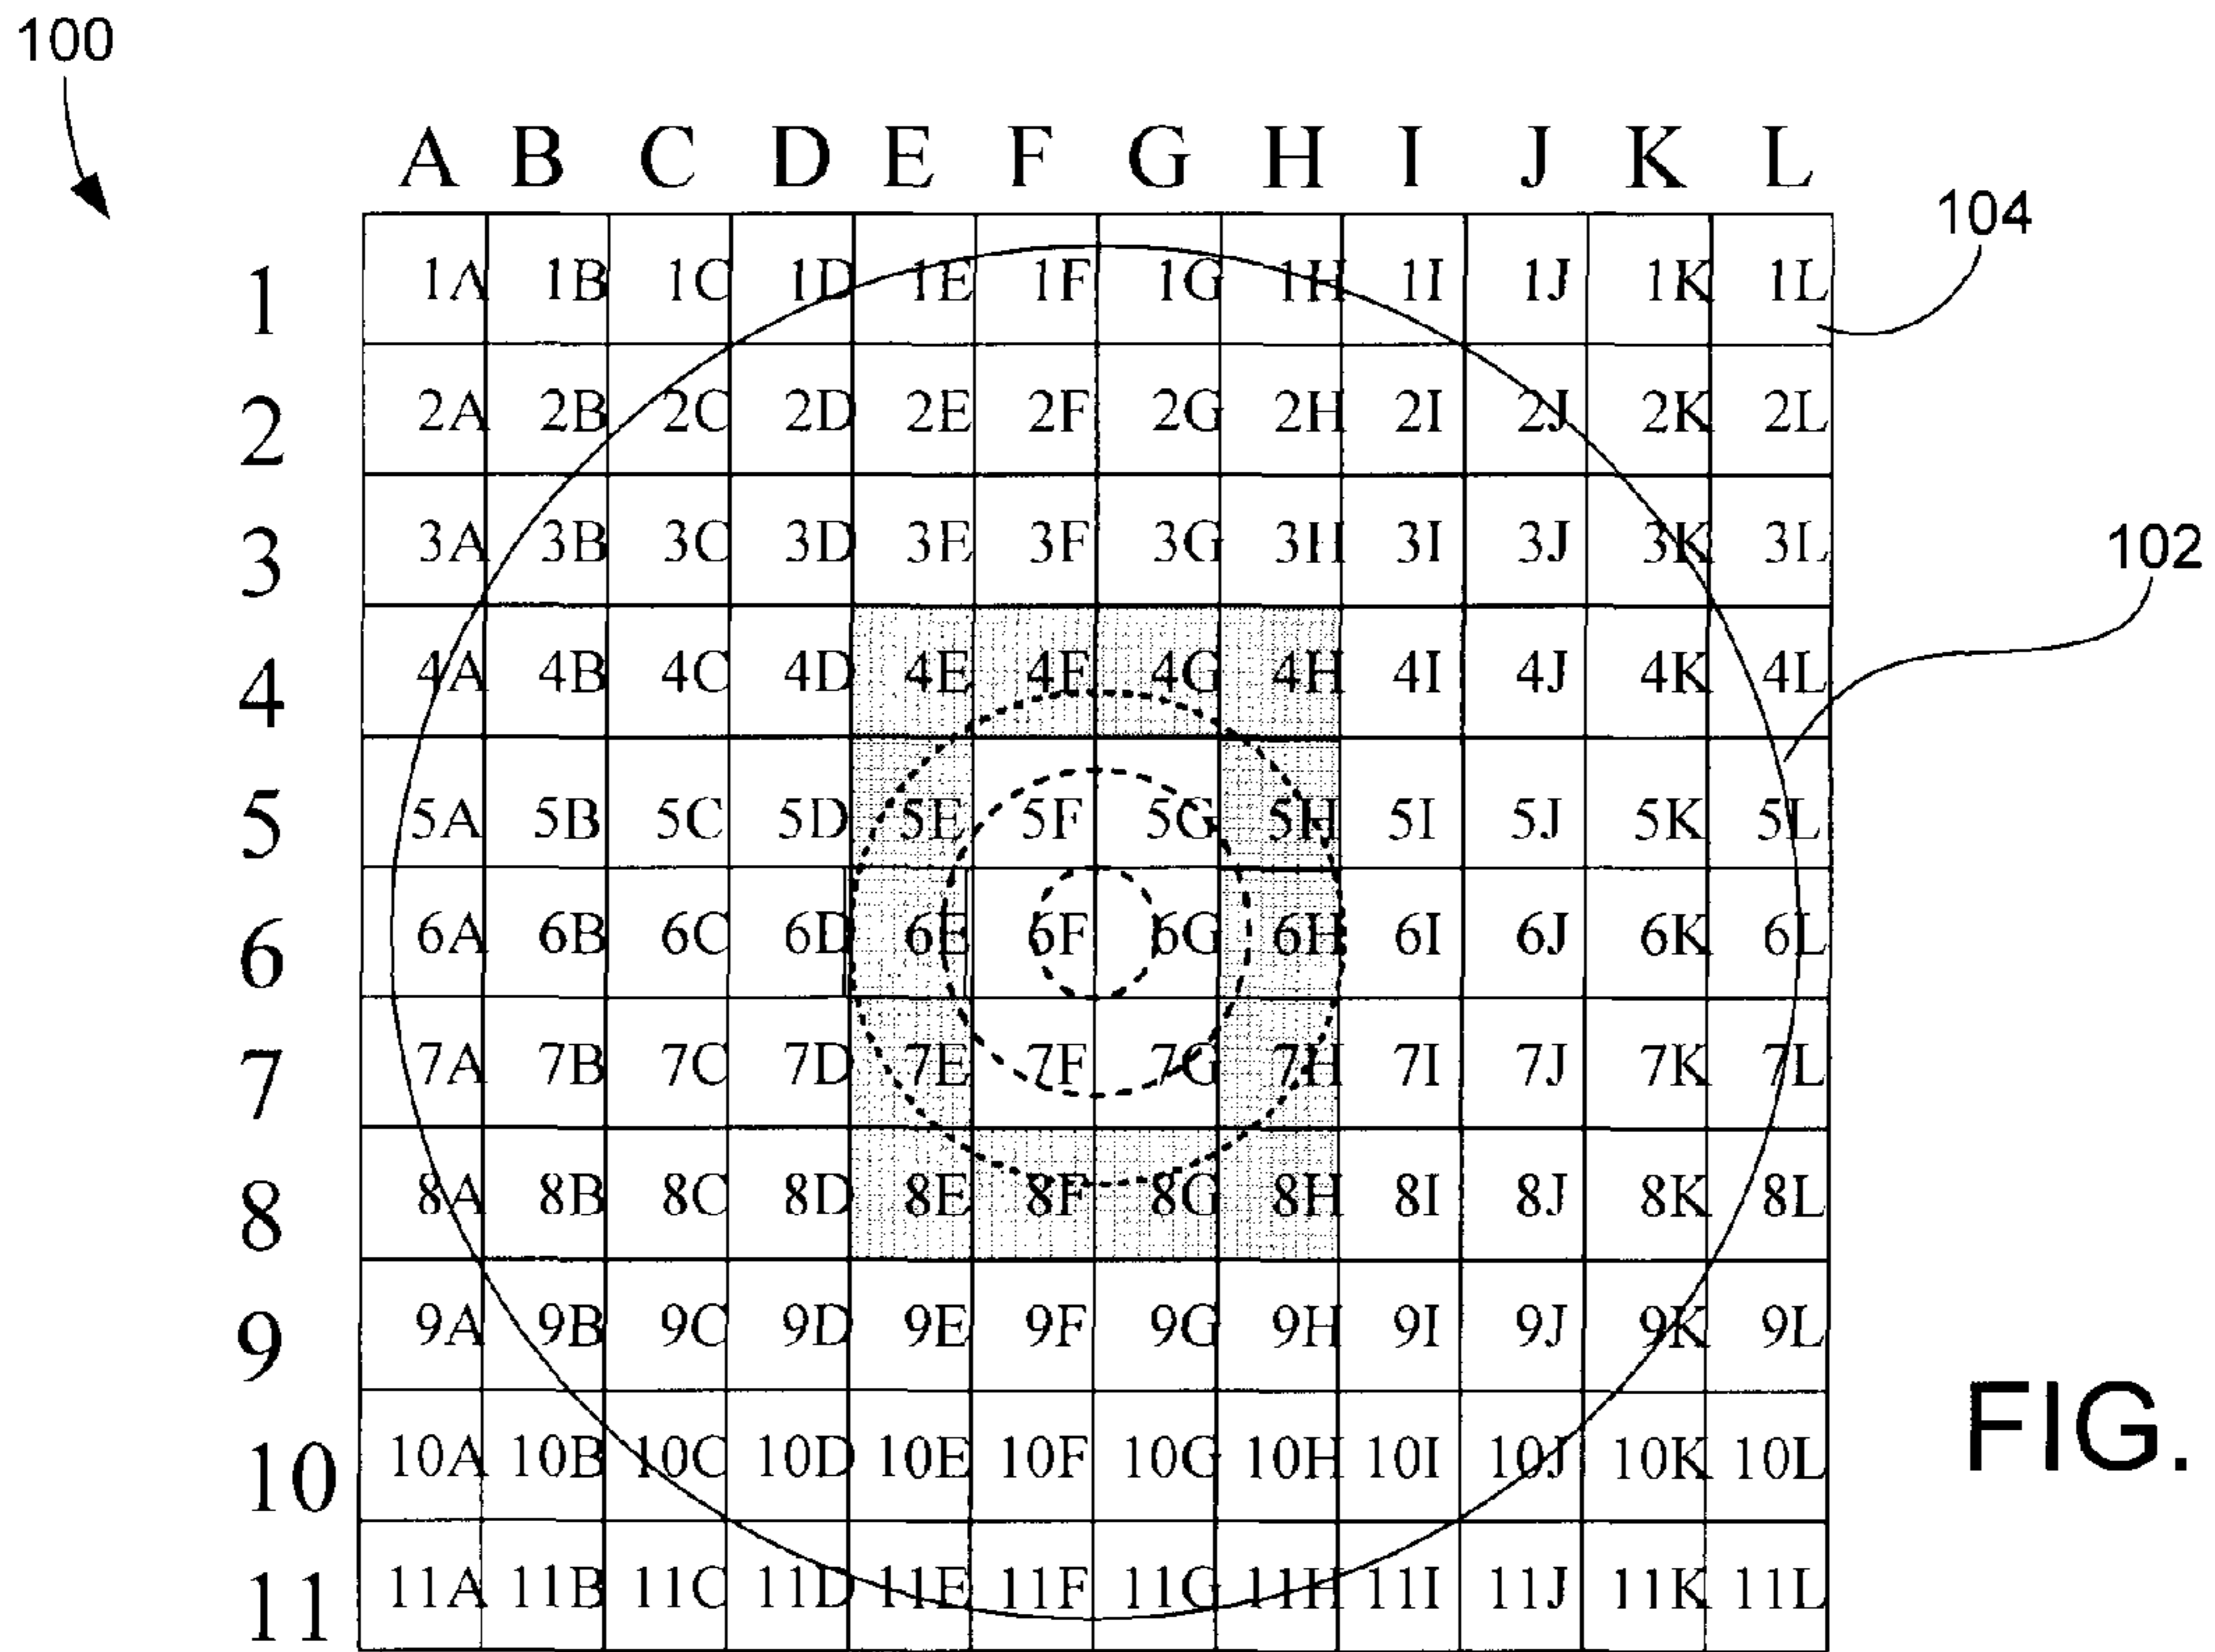 100
A B C D E F G H I J K L
104
1 1A 1B 1C 1D 1E 1F 1G 1H 1I 1J 1K 1L
2 2A 2B 2C 2D 2E 2F 2G 2H 2I 2J 2K 2L
3 3A 3B 3C 3D 3E 3F 3G 3H 3I 3J 3K 3L
102
4 4A 4B 4C 4D 4E 4F 4G 4H 4I 4J 4K 4L
5 5A 5B 5C 5D 5E 5F 5G 5H 5I 5J 5K 5L
6 6A 6B 6C 6D 6E 6F 6G 6H 6I 6J 6K 6L
7 7A 7B 7C 7D 7E 7F 7G 7H 7I 7J 7K 7L
8 8A 8B 8C 8D 8E 8F 8G 8H 8I 8J 8K 8L
9 9A 9B 9C 9D 9E 9F 9G 9H 9I 9J 9K 9L
FIG.
10 10A 10B 10C 10D 10E 10F 10G 10H 10I 10J 10K 10L
11 11A 11B 11C 11D 11E 11F 11G 11H 11I 11J 11K 11L